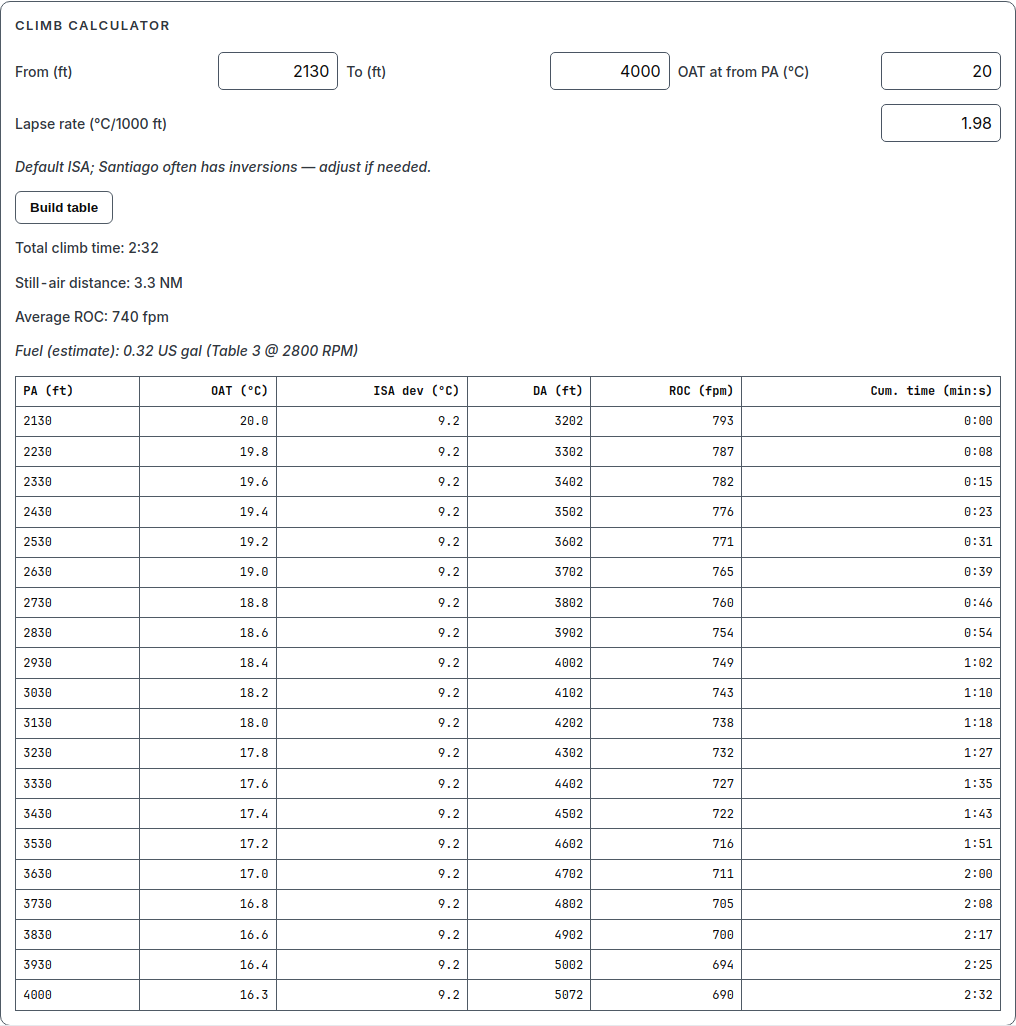 CLIMB CALCULATOR
From (ft) 2130 To (ft) 4000 OAT at from PA (°C) 20
Lapse rate (°C/1000 ft) 1.98
Default ISA; Santiago often has inversions — adjust if needed.
Build table
Total climb time: 2:32
Still-air distance: 3.3 NM
Average ROC: 740 fpm
Fuel (estimate): 0.32 US gal (Table 3 @ 2800 RPM)
PA (ft) OAT (°C) ISA dev (°C) DA (ft) ROC (fpm) Cum. time (min:s)
2130 20.0 9.2 3202 793 0:00
2230 19.8 9.2 3302 787 0:08
2330 19.6 9.2 3402 782 0:15
2430 19.4 9.2 3502 776 0:23
2530 19.2 9.2 3602 771 0:31
2630 19.0 9.2 3702 765 0:39
2730 18.8 9.2 3802 760 0:46
2830 18.6 9.2 3902 754 0:54
2930 18.4 9.2 4002 749 1:02
3030 18.2 9.2 4102 743 1:10
3130 18.0 9.2 4202 738 1:18
3230 17.8 9.2 4302 732 1:27
3330 17.6 9.2 4402 727 1:35
3430 17.4 9.2 4502 722 1:43
3530 17.2 9.2 4602 716 1:51
3630 17.0 9.2 4702 711 2:00
3730 16.8 9.2 4802 705 2:08
3830 16.6 9.2 4902 700 2:17
3930 16.4 9.2 5002 694 2:25
4000 16.3 9.2 5072 690 2:32